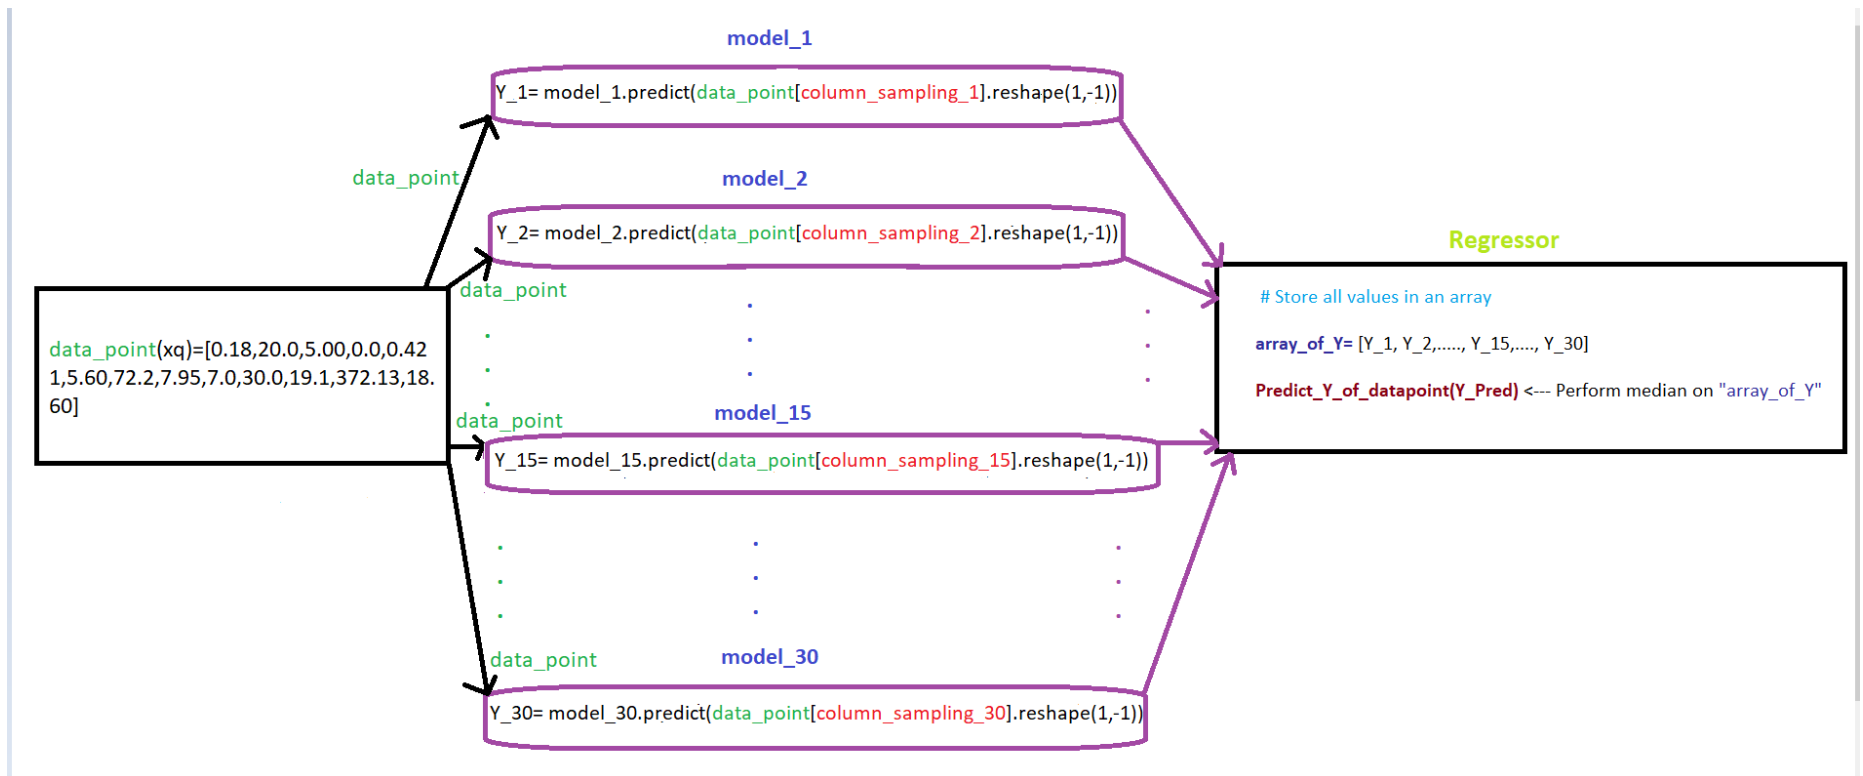 model_1
Y_1= model_1.predict(data_point[column_sampling_1].reshape(1,-1))
data_point
model_2
Y_2= model_2.predict(data_point[column_sampling_2].reshape(1,-1))
data_point
Regressor
# Store all values in an array
array_of_Y= [Y_1, Y_2,....., Y_15,...., Y_30]
Predict_Y_of_datapoint(Y_Pred) <--- Perform median on "array_of_Y"
data_point(xq)=[0.18,20.0,5.00,0.0,0.42
1,5.60,72.2,7.95,7.0,30.0,19.1,372.13,18.
60]
data_point
model_15
Y_15= model_15.predict(data_point[column_sampling_15].reshape(1,-1))
data_point
model_30
Y_30= model_30.predict(data_point[column_sampling_30].reshape(1,-1))